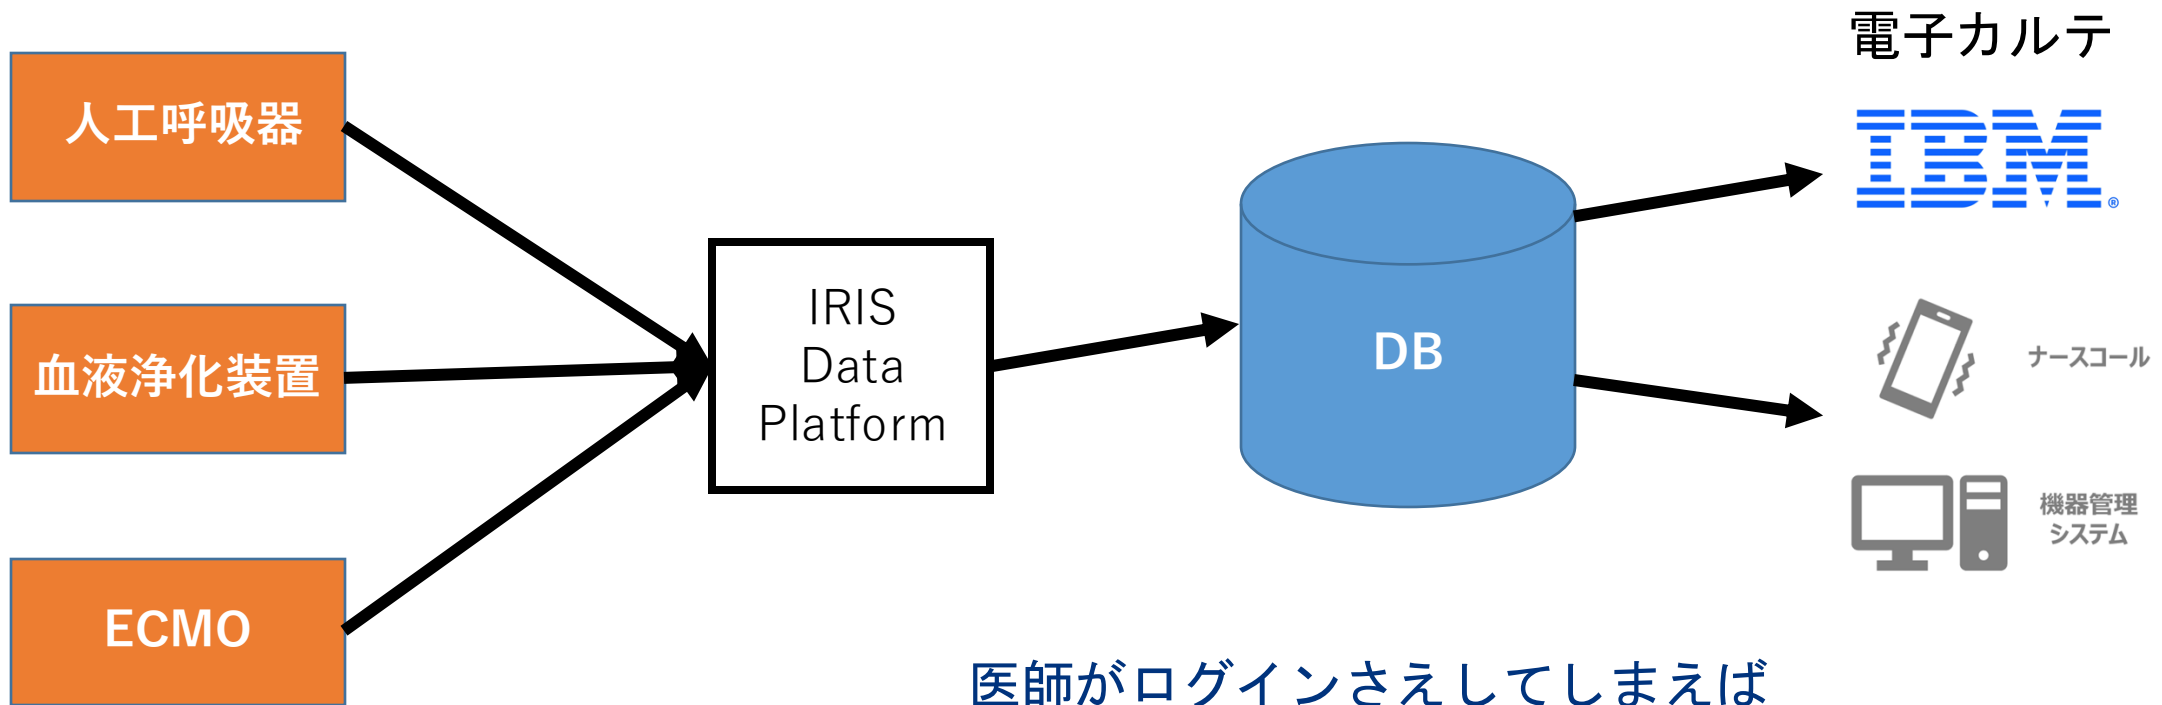 電子カルテ
人工呼吸器
IBM®
血液浄化装置
IRIS
Data
Platform
DB
ナースコール
機器管理
システム
ECMO
医師がログインさえしてしまえば